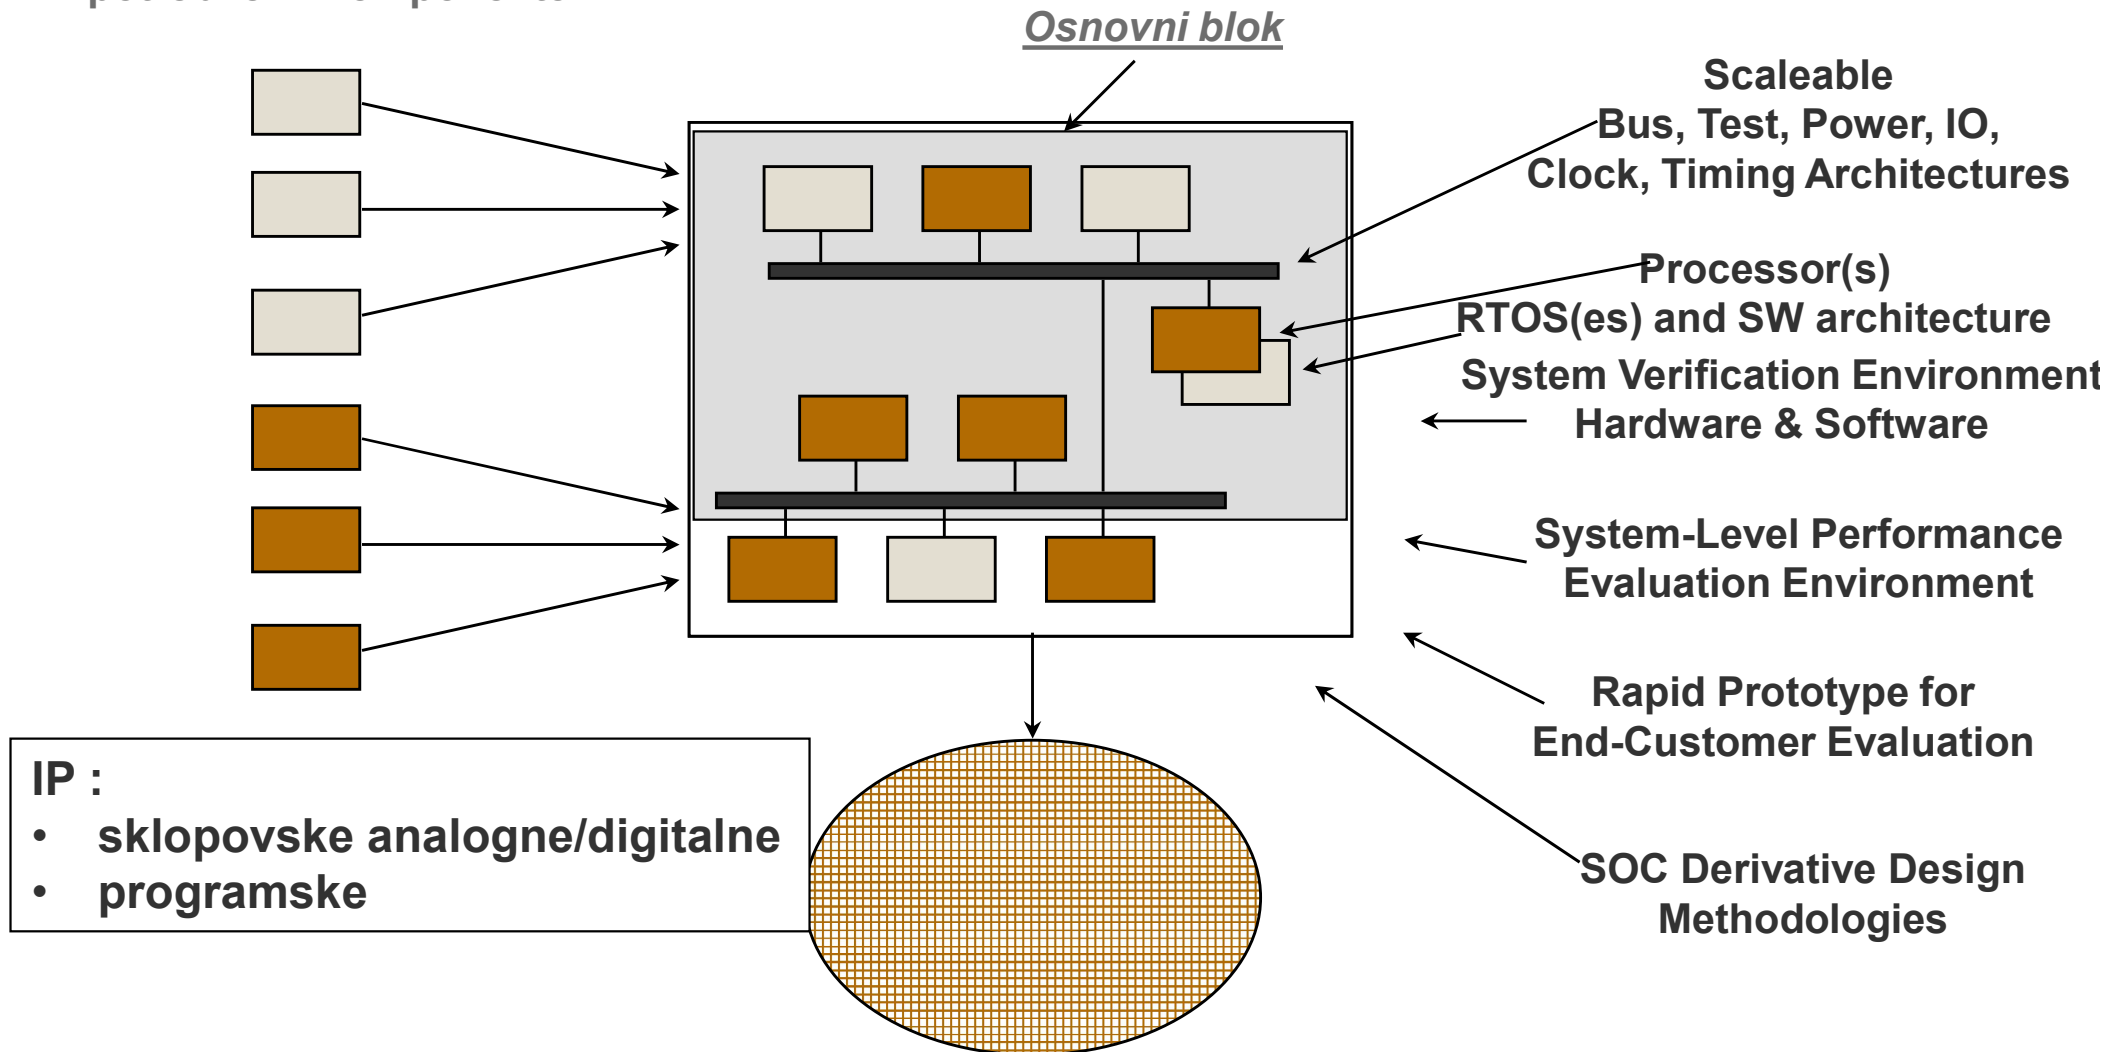 Osnovni blok
Scaleable
Bus, Test, Power, IO,
Clock, Timing Architectures
Processor(s)
RTOS(es) and SW architecture
System Verification Environment
Hardware & Software
System-Level Performance
Evaluation Environment
Rapid Prototype for
End-Customer Evaluation
SOC Derivative Design
Methodologies
IP :
• sklopovske analogne/digitalne
• programske